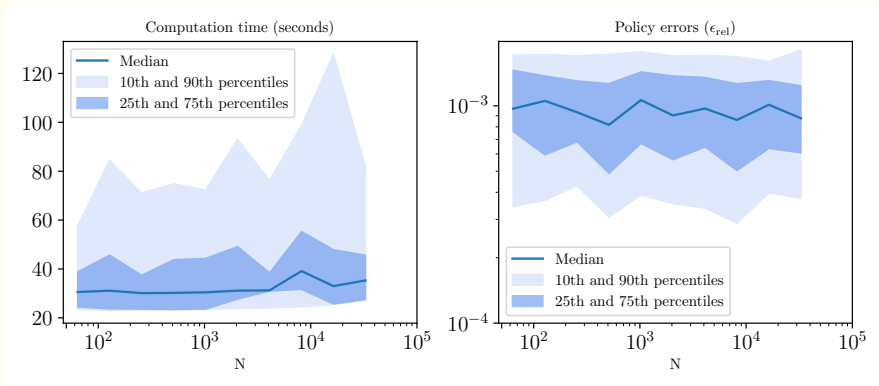 Computation time (seconds)
Median
10th and 90th percentiles
25th and 75th percentiles
120
100
80
60
40
20
10²
10³
10⁴
10⁵
N
Policy errors (ϵ_rel)
10⁻³
10⁻⁴
Median
10th and 90th percentiles
25th and 75th percentiles
10²
10³
10⁴
10⁵
N